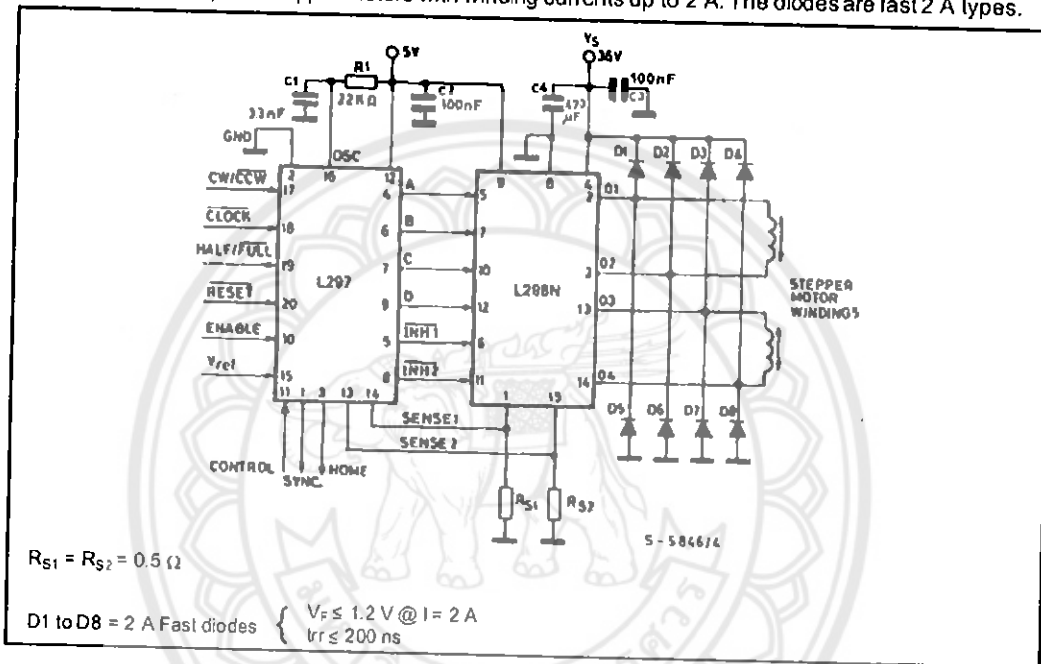 motors with winding currents up to 2 A. The diodes are fast 2 A types.
5V
VS
36V
C1
R1
22KΩ
3.3nF
100nF
C4
470
µF
100nF
C3
GND
OSC
2
16
12
9
8
4
D1
D2
D3
D4
CW/CCW
17
4
A
5
2
O1
CLOCK
18
6
B
7
HALF/FULL
19
7
C
10
3
O2
L297
L298N
STEPPER
MOTOR
WINDINGS
RESET
20
9
D
12
13
O3
ENABLE
10
5
INH1
6
Vref
15
8
INH2
11
14
O4
11
1
3
13
14
1
15
D5
D6
D7
D8
SENSE1
SENSE2
CONTROL
SYNC.
HOME
RS1
RS2
S-5846/4
RS1 = RS2 = 0.5 Ω
D1 to D8 = 2 A Fast diodes { VF ≤ 1.2 V @ I = 2 A
trr ≤ 200 ns